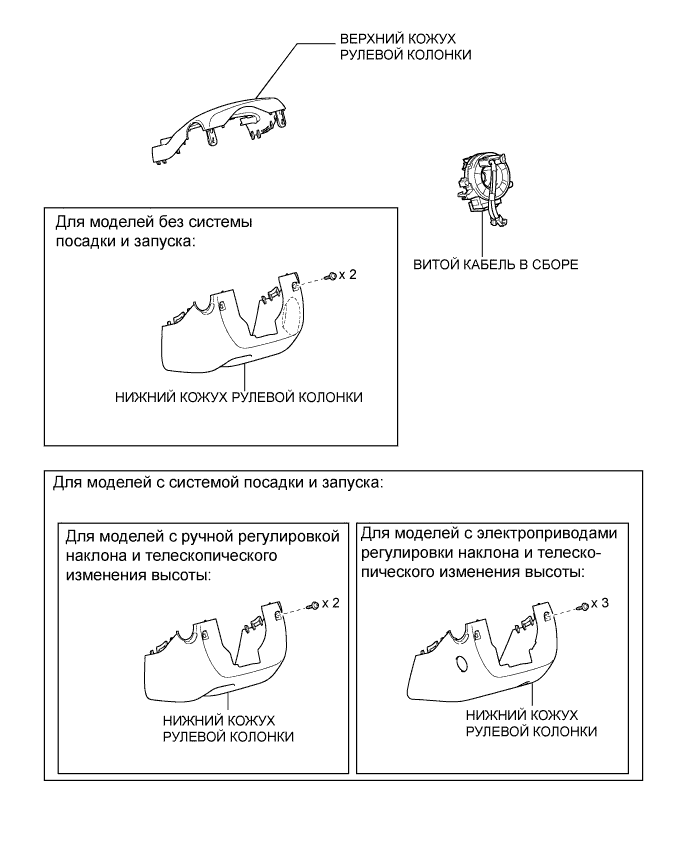 ВЕРХНИЙ КОЖУХ
РУЛЕВОЙ КОЛОНКИ
ВИТОЙ КАБЕЛЬ В СБОРЕ
Для моделей без системы
посадки и запуска:
x 2
НИЖНИЙ КОЖУХ РУЛЕВОЙ КОЛОНКИ
Для моделей с системой посадки и запуска:
Для моделей с ручной регулировкой
наклона и телескопического
изменения высоты:
x 2
НИЖНИЙ КОЖУХ
РУЛЕВОЙ КОЛОНКИ
Для моделей с электроприводами
регулировки наклона и телеско-
пического изменения высоты:
x 3
НИЖНИЙ КОЖУХ
РУЛЕВОЙ КОЛОНКИ